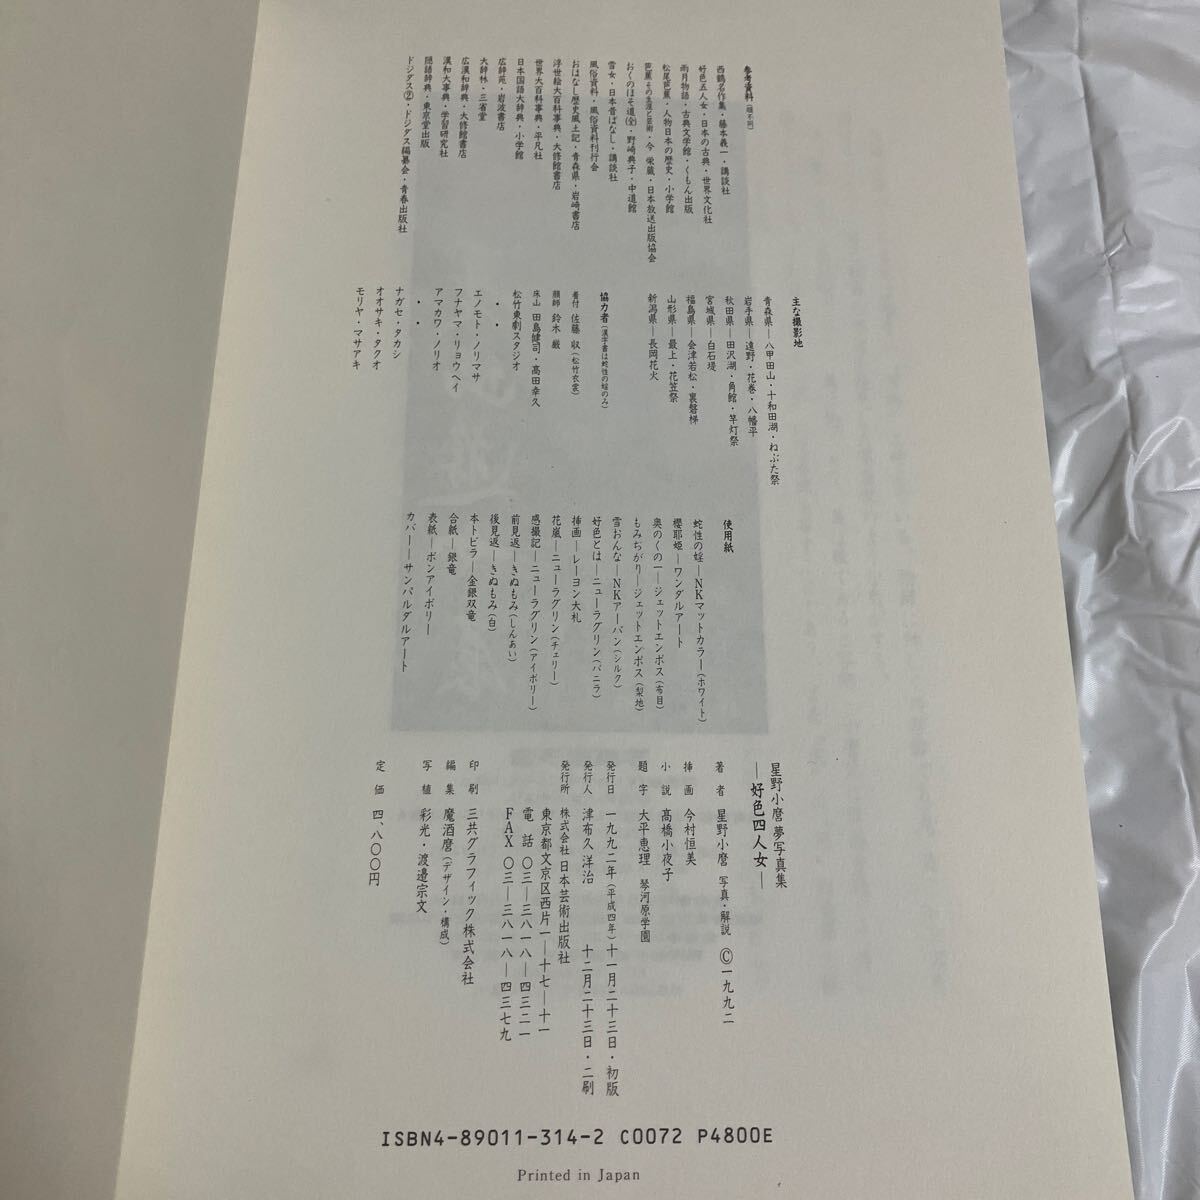 参考資料(順不同)
西鶴名作集・藤本義一・講談社
好色五人女・日本の古典・世界文化社
雨月物語・古典文学館・くもん出版
松尾芭蕉・人物日本の歴史・小学館
芭蕉その生涯と芸術・今 栄蔵・日本放送出版協会
おくのほそ道(全)・野崎典子・中道館
雪女・日本昔ばなし・講談社
風俗資料・風俗資料刊行会
おはなし歴史風土記・青森県・岩崎書店
浮世絵大百科事典・大修館書店
世界大百科事典・平凡社
日本国語大辞典・小学館
広辞苑・岩波書店
大辞林・三省堂
広漢和辞典・大修館書店
漢和大事典・学習研究社
隠語辞典・東京堂出版
ドジダス②・ドジダス編纂会・青春出版社
主な撮影地
青森県―八甲田山・十和田湖・ねぶた祭
岩手県―遠野・花巻・八幡平
秋田県―田沢湖・角館・竿灯祭
宮城県―白石堤
福島県―会津若松・裏磐梯
山形県―最上・花笠祭
新潟県―長岡花火
協力者(漢字書は蛇性の婬のみ)
着付 佐藤 収(松竹衣裳)
顔師 鈴木 巌
床山 田島健司・高田幸久
松竹東劇スタジオ
・ ・
エノモト・ノリマサ
フナヤマ・リョウヘイ
アマカワ・ノリオ
・ ・
ナガセ・タカシ
オオサキ・タクオ
モリヤ・マサアキ
使用紙
蛇性の婬―NKマットカラー(ホワイト)
櫻耶姫―ワンダルアート
奥のくの一―ジェットエンボス(布目)
もみぢがり―ジェットエンボス(梨地)
雪おんな―NKアーバン(シルク)
好色とは―ニューラグリン(バニラ)
挿画―レーヨン大礼
花嵐―ニューラグリン(チェリー)
感撮記―ニューラグリン(アイボリー)
前見返―きぬもみ(しんあい)
後見返―きぬもみ(白)
本トビラ―金銀双竜
合紙―銀竜
表紙―ボンアイボリー
カバー―サンバルダルアート
星野小麿 夢写真集
―好色四人女―
著 者 星野小麿 写真・解説 ©一九九二
挿 画 今村恒美
小 説 高橋小夜子
題 字 大平恵理 琴河原学園
発行日 一九九二年(平成四年)十一月二十三日・初版
十二月二十三日・二刷
発行人 津布久 洋治
発行所 株式会社 日本芸術出版社
東京都文京区西片一―十七―十一
電 話 〇三―三八一八―四三二一
FAX 〇三―三八一八―四三七九
印 刷 三共グラフィック株式会社
編 集 魔酒麿(デザイン・構成)
写 植 彩光・渡邉宗文
定 価 四、八〇〇円
ISBN4-89011-314-2 C0072 P4800E
Printed in Japan